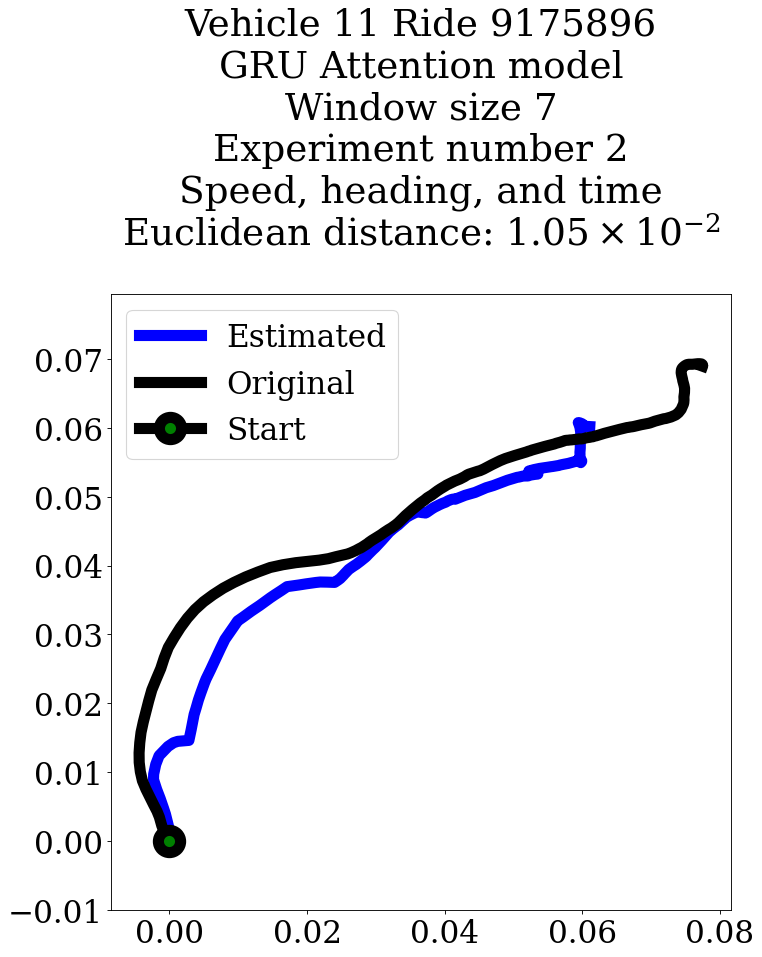 Vehicle 11 Ride 9175896
GRU Attention model
Window size 7
Experiment number 2
Speed, heading, and time
Euclidean distance: 1.05 × 10⁻²
Estimated
Original
Start
0.07
0.06
0.05
0.04
0.03
0.02
0.01
0.00
−0.01
0.00 0.02 0.04 0.06 0.08